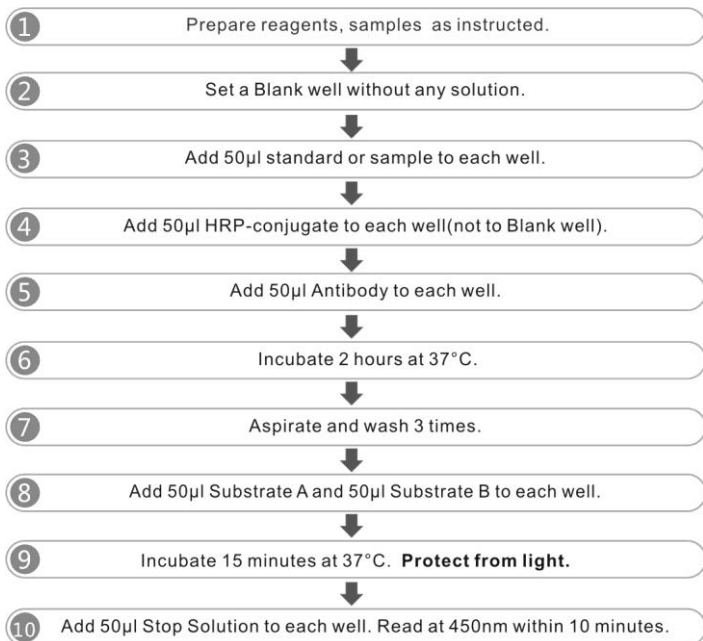 1 Prepare reagents, samples as instructed.
2 Set a Blank well without any solution.
3 Add 50μl standard or sample to each well.
4 Add 50μl HRP-conjugate to each well(not to Blank well).
5 Add 50μl Antibody to each well.
6 Incubate 2 hours at 37°C.
7 Aspirate and wash 3 times.
8 Add 50μl Substrate A and 50μl Substrate B to each well.
9 Incubate 15 minutes at 37°C. Protect from light.
10 Add 50μl Stop Solution to each well. Read at 450nm within 10 minutes.